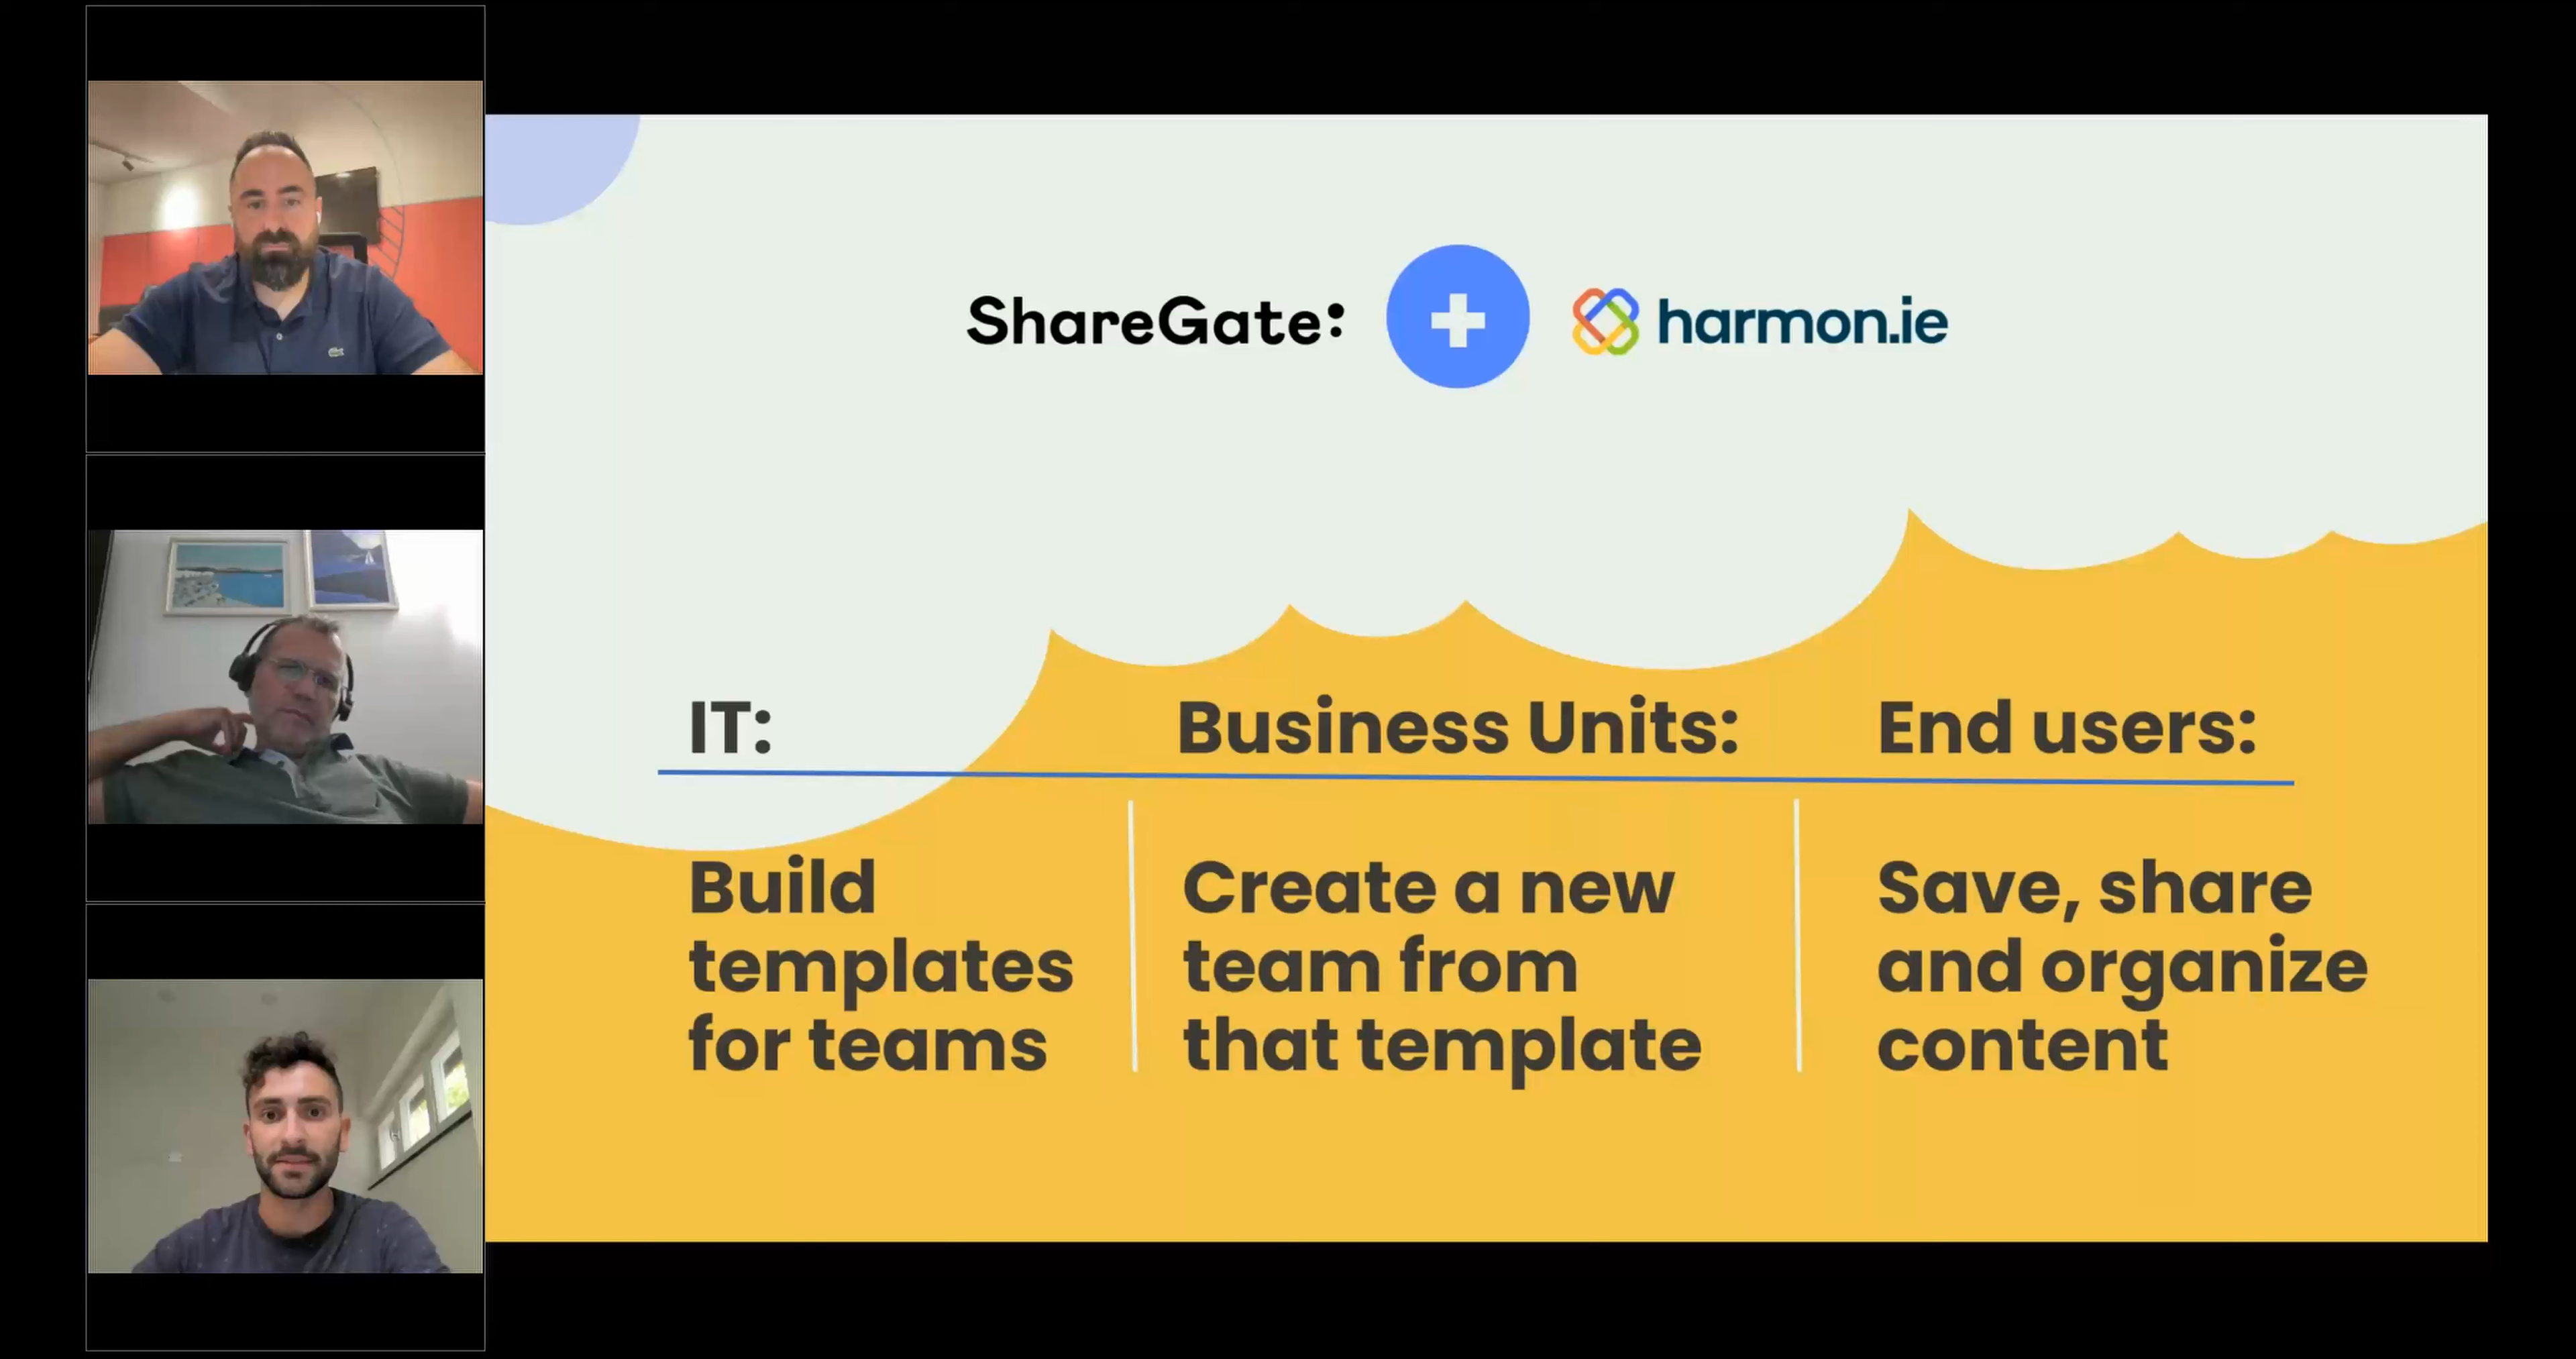 ShareGate: + harmon.ie
IT:
Business Units:
End users:
Build
templates
for teams
Create a new
team from
that template
Save, share
and organize
content